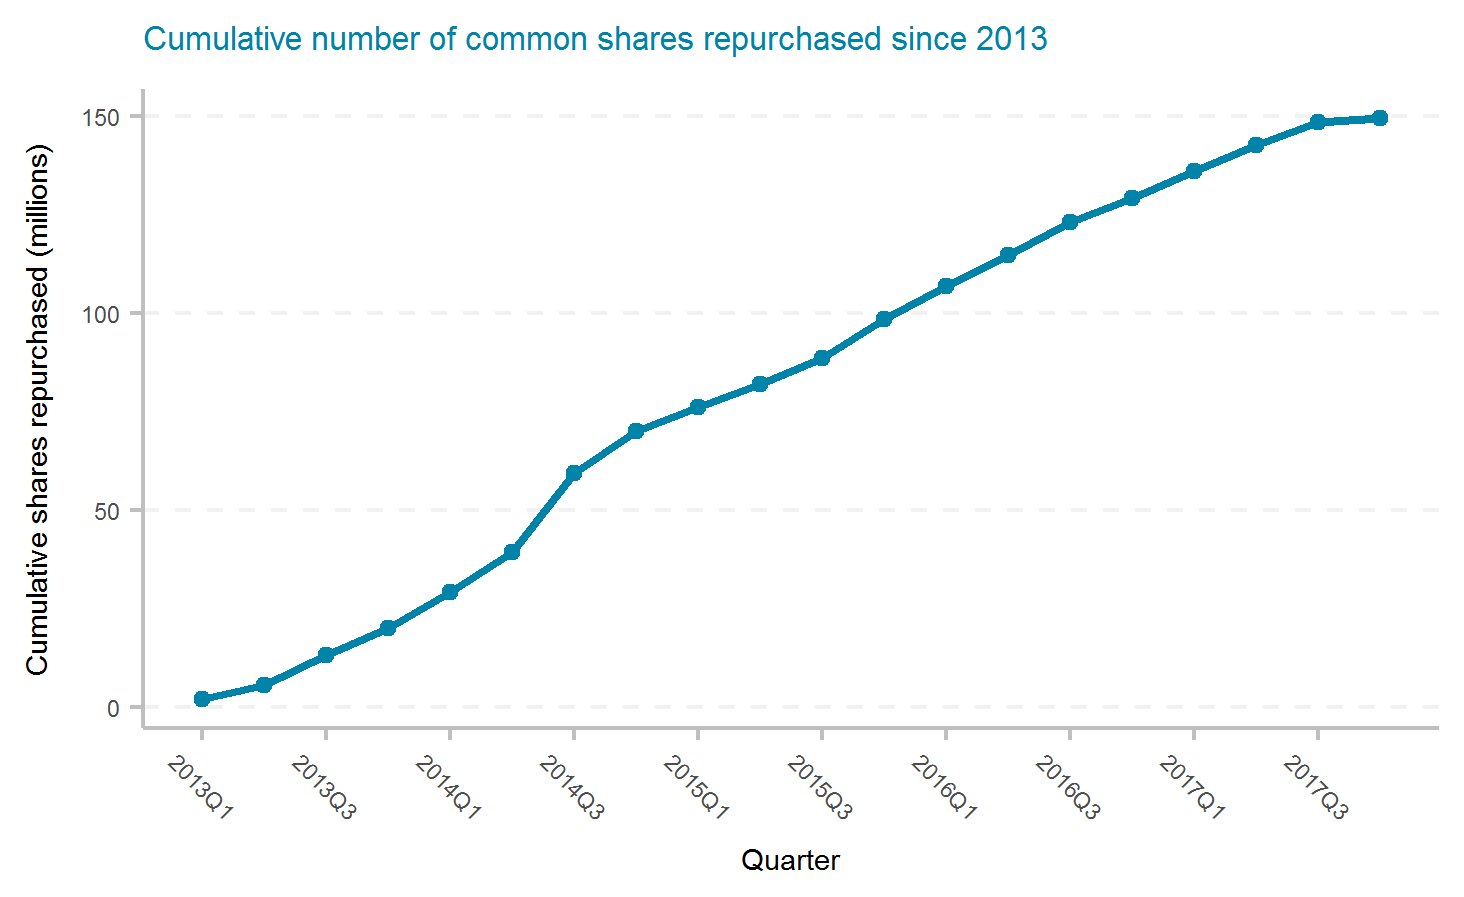 Cumulative number of common shares repurchased since 2013
Cumulative shares repurchased (millions)
150
100
50
0
2013Q1
2013Q3
2014Q1
2014Q3
2015Q1
2015Q3
2016Q1
2016Q3
2017Q1
2017Q3
Quarter